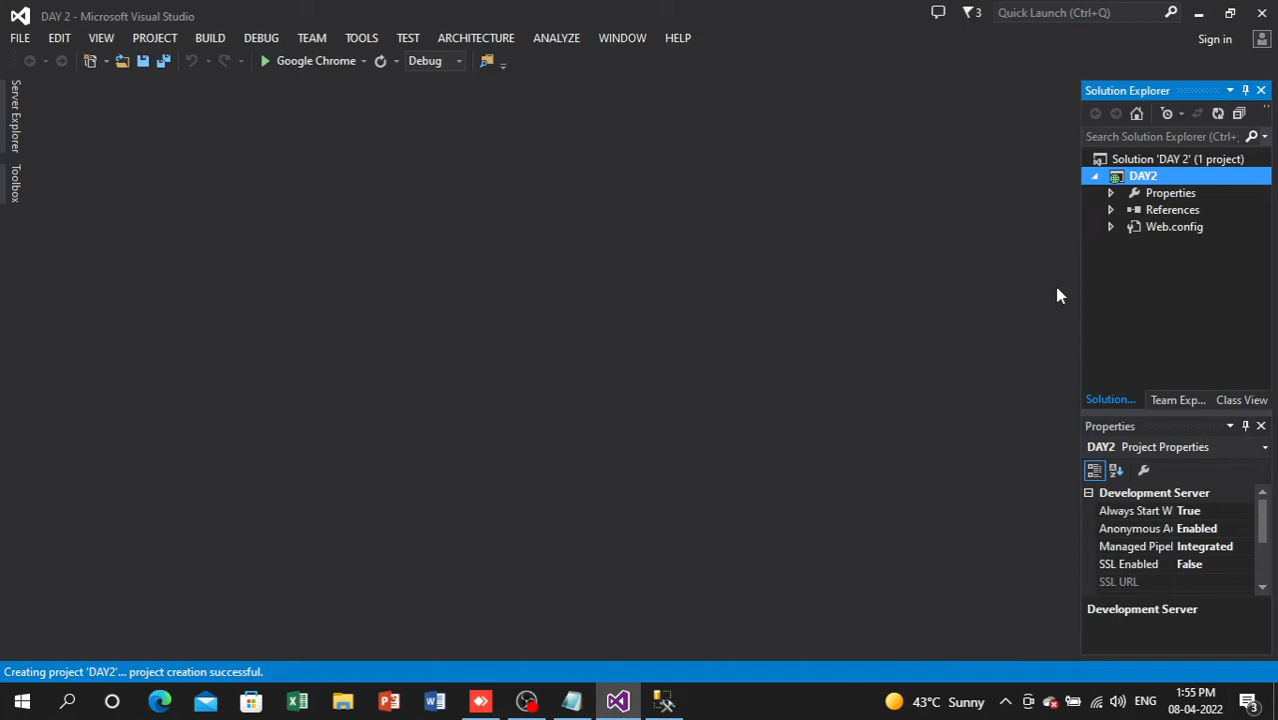 DAY 2 - Microsoft Visual Studio
3
Quick Launch (Ctrl+Q)
FILE EDIT VIEW PROJECT BUILD DEBUG TEAM TOOLS TEST ARCHITECTURE ANALYZE WINDOW HELP
Sign in
Google Chrome
Debug
Server Explorer
Toolbox
Solution Explorer
Search Solution Explorer (Ctrl+;
Solution 'DAY 2' (1 project)
DAY2
Properties
References
Web.config
Solution... Team Exp... Class View
Properties
DAY2 Project Properties
Development Server
Always Start W True
Anonymous Au Enabled
Managed Pipel Integrated
SSL Enabled False
SSL URL
Development Server
Creating project 'DAY2'... project creation successful.
43°C Sunny
ENG
1:55 PM
08-04-2022
3